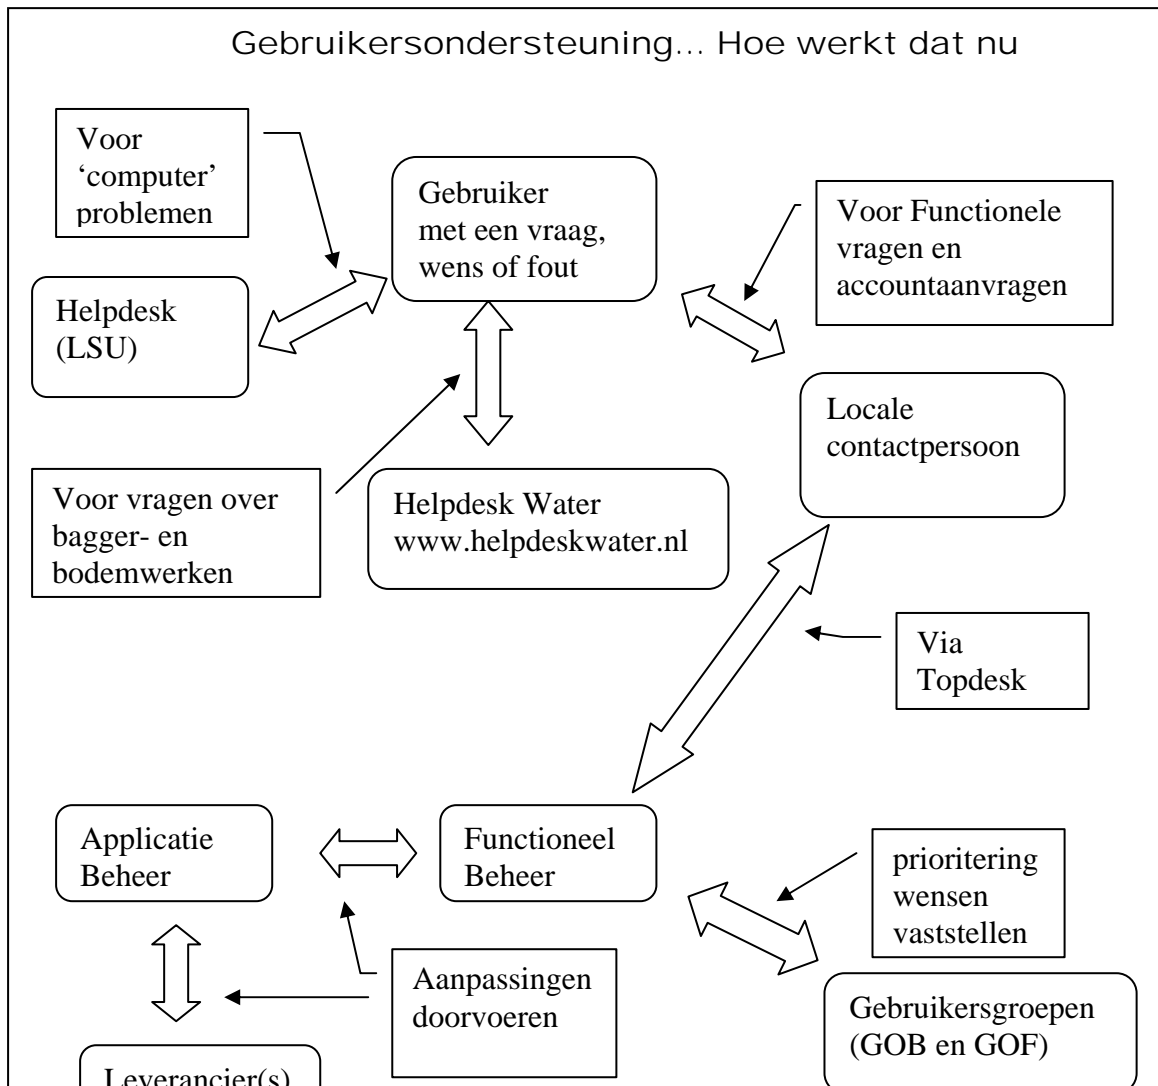 Gebruikersondersteuning... Hoe werkt dat nu
Voor
‘computer’
problemen
Gebruiker
met een vraag,
wens of fout
Voor Functionele
vragen en
accountaanvragen
Helpdesk
(LSU)
Locale
contactpersoon
Voor vragen over
bagger- en
bodemwerken
Helpdesk Water
www.helpdeskwater.nl
Via
Topdesk
Applicatie
Beheer
Functioneel
Beheer
prioritering
wensen
vaststellen
Aanpassingen
doorvoeren
Gebruikersgroepen
(GOB en GOF)
Leverancier(s)